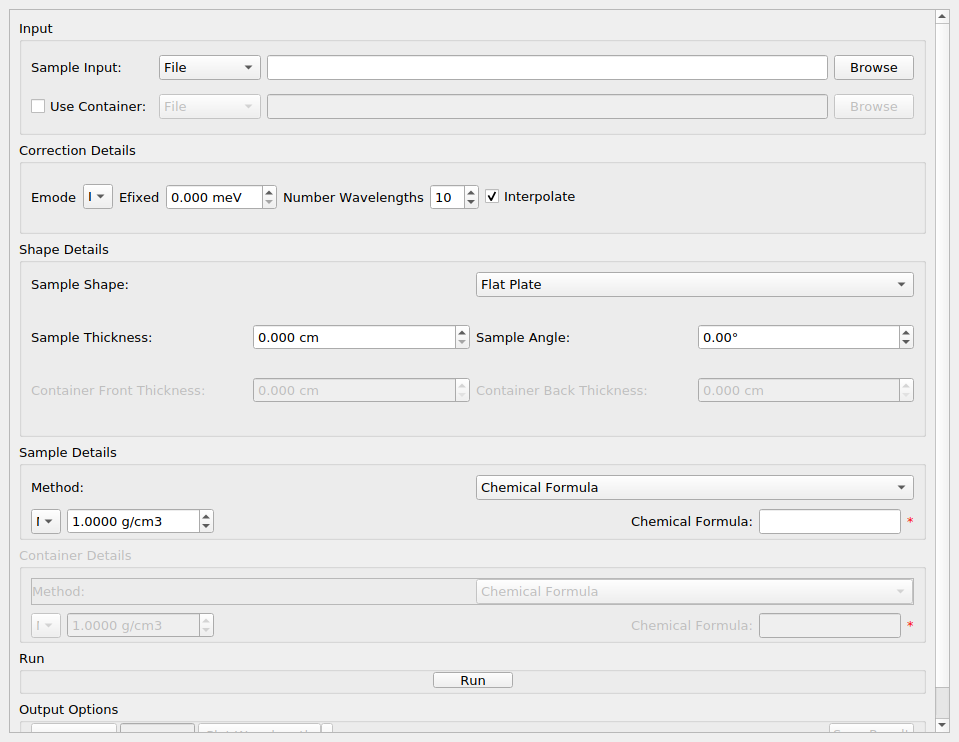 Input
Sample Input: File Browse
Use Container: File Browse
Correction Details
Emode Efixed 0.000 meV Number Wavelengths 10 Interpolate
Shape Details
Sample Shape: Flat Plate
Sample Thickness: 0.000 cm Sample Angle: 0.00°
Container Front Thickness: 0.000 cm Container Back Thickness: 0.000 cm
Sample Details
Method: Chemical Formula
1.0000 g/cm3 Chemical Formula: *
Container Details
Method: Chemical Formula
1.0000 g/cm3 Chemical Formula: *
Run
Run
Output Options